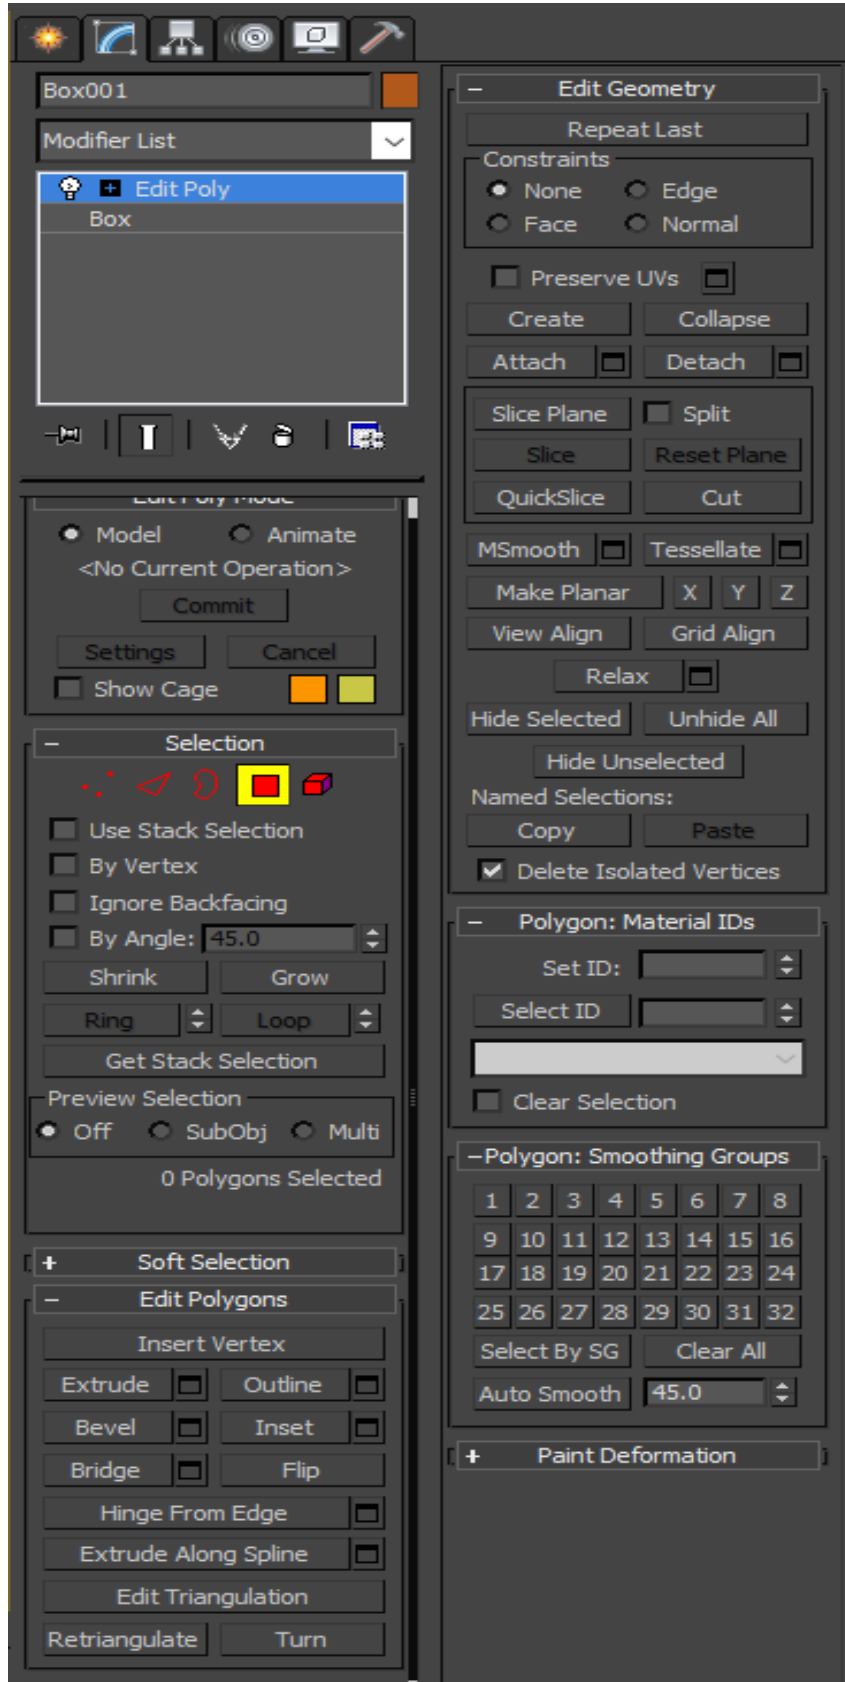 Box001
Modifier List
Edit Poly
Box
Edit Poly Mode
Model Animate
<No Current Operation>
Commit
Settings Cancel
Show Cage
− Selection
Use Stack Selection
By Vertex
Ignore Backfacing
By Angle: 45.0
Shrink Grow
Ring Loop
Get Stack Selection
Preview Selection
Off SubObj Multi
0 Polygons Selected
+ Soft Selection
− Edit Polygons
Insert Vertex
Extrude Outline
Bevel Inset
Bridge Flip
Hinge From Edge
Extrude Along Spline
Edit Triangulation
Retriangulate Turn
− Edit Geometry
Repeat Last
Constraints
None Edge
Face Normal
Preserve UVs
Create Collapse
Attach Detach
Slice Plane Split
Slice Reset Plane
QuickSlice Cut
MSmooth Tessellate
Make Planar X Y Z
View Align Grid Align
Relax
Hide Selected Unhide All
Hide Unselected
Named Selections:
Copy Paste
Delete Isolated Vertices
− Polygon: Material IDs
Set ID:
Select ID
Clear Selection
− Polygon: Smoothing Groups
1 2 3 4 5 6 7 8
9 10 11 12 13 14 15 16
17 18 19 20 21 22 23 24
25 26 27 28 29 30 31 32
Select By SG Clear All
Auto Smooth 45.0
+ Paint Deformation